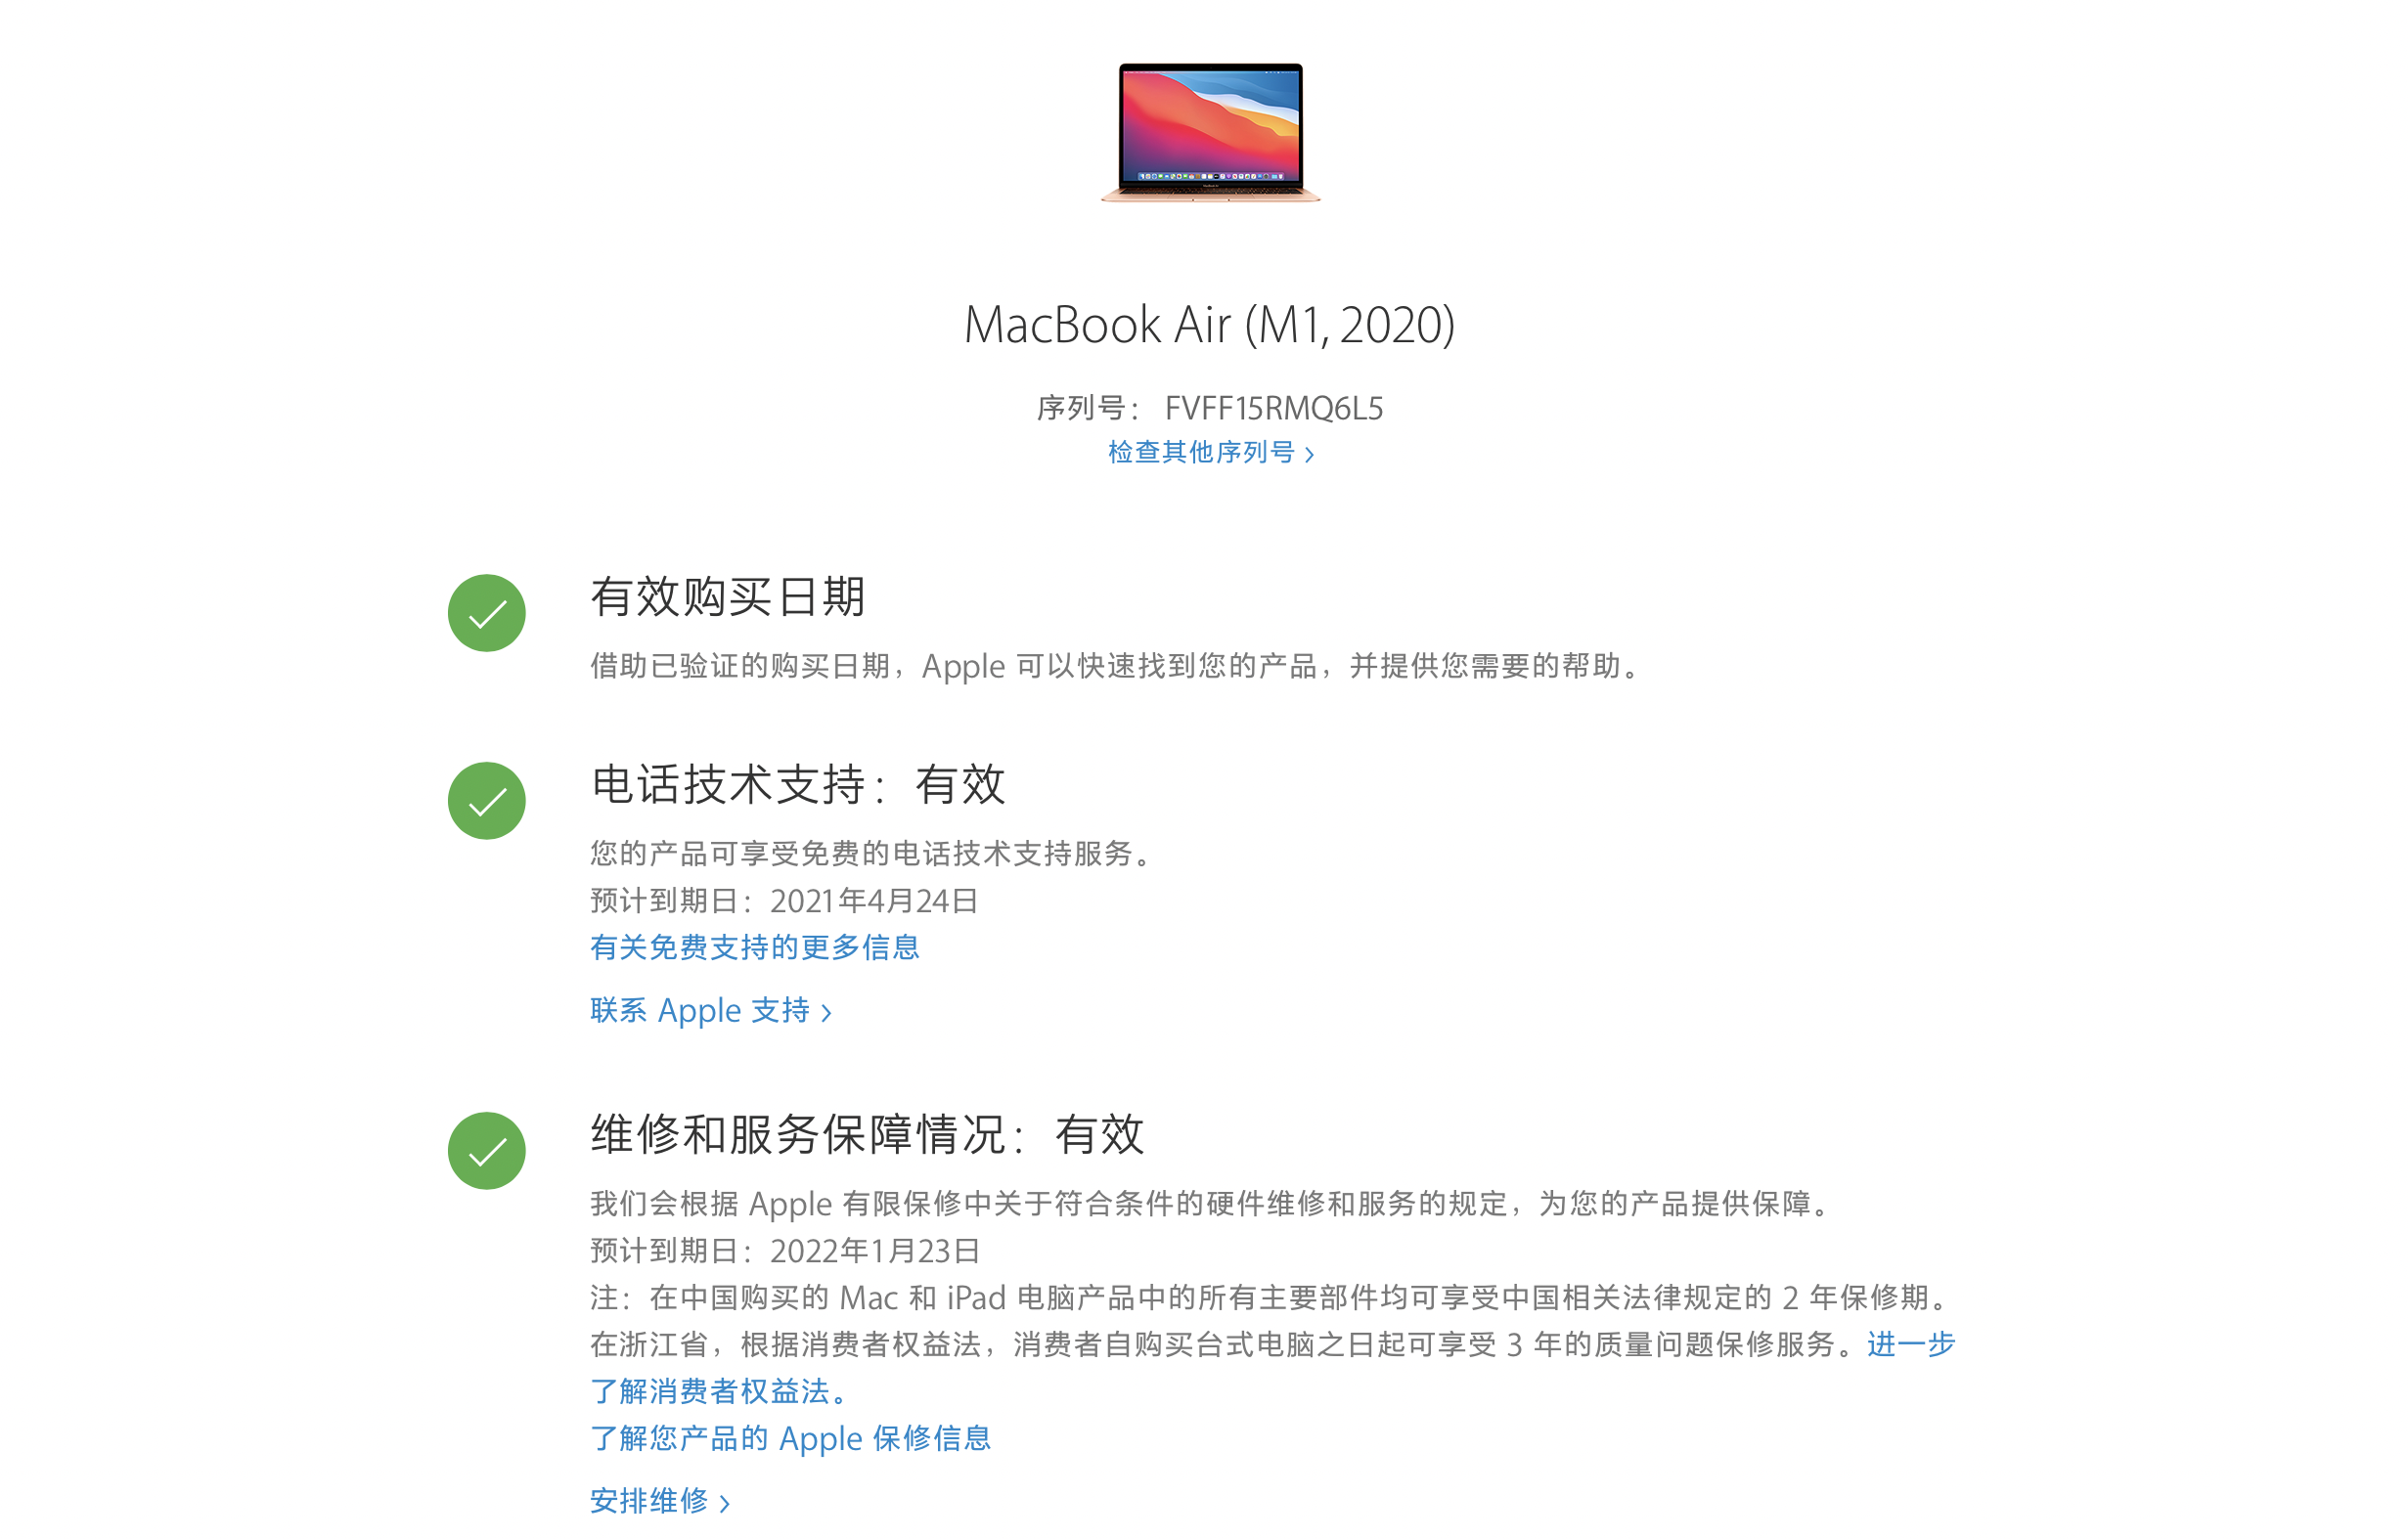 MacBook Air (M1, 2020)
序列号： FVFF15RMQ6L5
检查其他序列号 ›
有效购买日期
借助已验证的购买日期，Apple 可以快速找到您的产品，并提供您需要的帮助。
电话技术支持：有效
您的产品可享受免费的电话技术支持服务。
预计到期日：2021年4月24日
有关免费支持的更多信息
联系 Apple 支持 ›
维修和服务保障情况：有效
我们会根据 Apple 有限保修中关于符合条件的硬件维修和服务的规定，为您的产品提供保障。
预计到期日：2022年1月23日
注：在中国购买的 Mac 和 iPad 电脑产品中的所有主要部件均可享受中国相关法律规定的 2 年保修期。
在浙江省，根据消费者权益法，消费者自购买台式电脑之日起可享受 3 年的质量问题保修服务。进一步
了解消费者权益法。
了解您产品的 Apple 保修信息
安排维修 ›